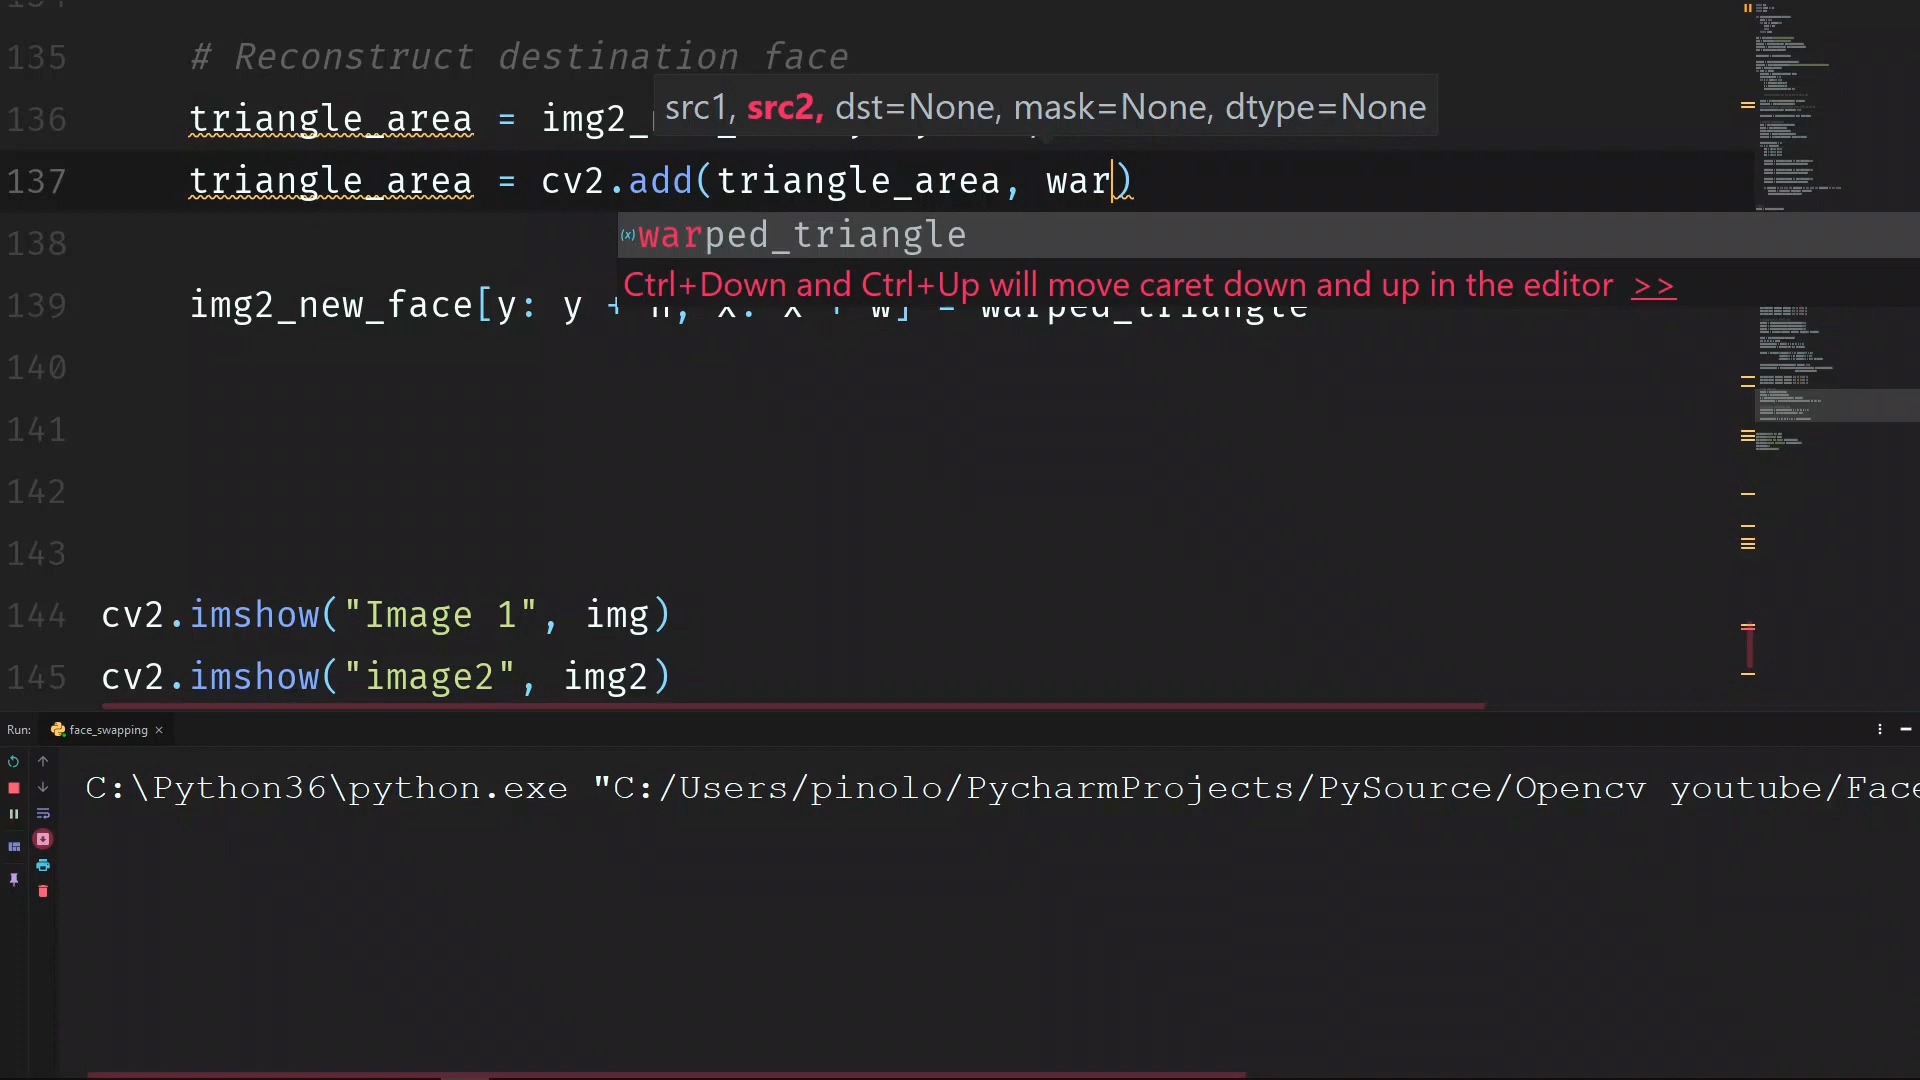 135 # Reconstruct destination face
136 triangle_area = img2_
src1, src2, dst=None, mask=None, dtype=None
137 triangle_area = cv2.add(triangle_area, war)
138
warped_triangle
Ctrl+Down and Ctrl+Up will move caret down and up in the editor >>
139 img2_new_face[y: y + h, x: x + w] = warped_triangle
140
141
142
143
144 cv2.imshow("Image 1", img)
145 cv2.imshow("image2", img2)
Run: face_swapping ×
C:\Python36\python.exe "C:/Users/pinolo/PycharmProjects/PySource/Opencv youtube/Face